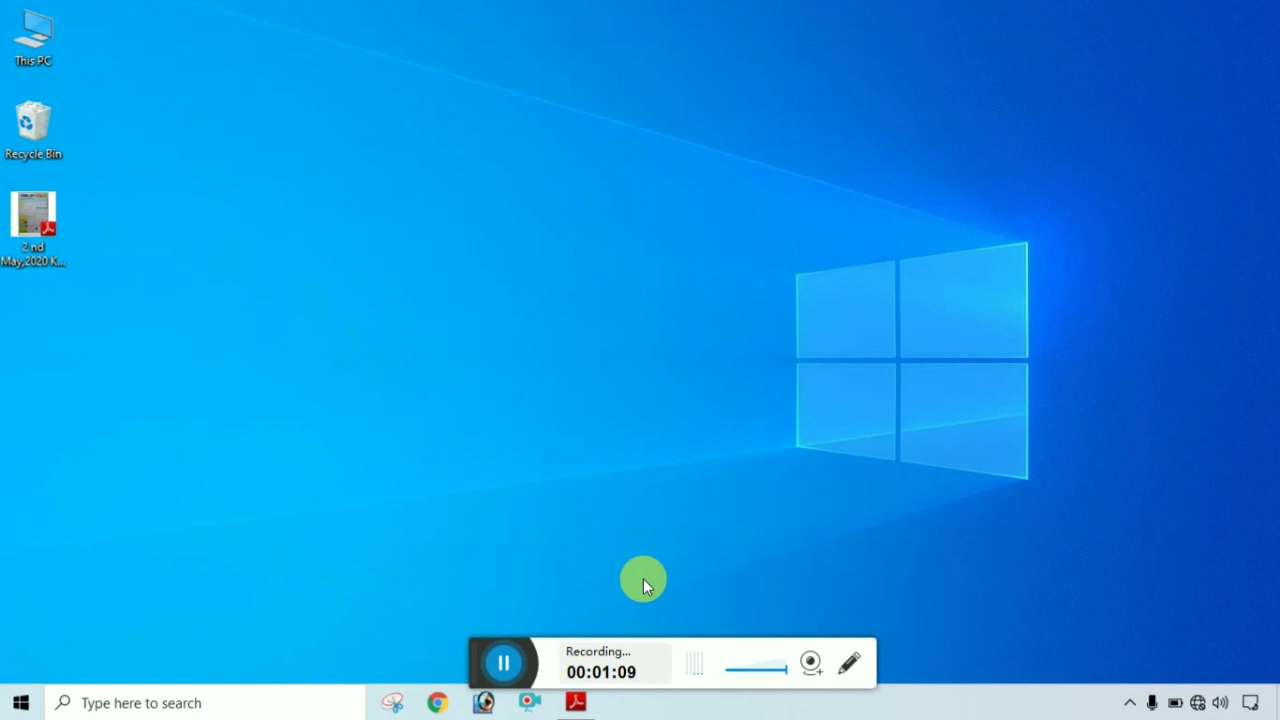 This PC
Recycle Bin
2 nd
May,2020 K...
Recording...
00:01:09
Type here to search